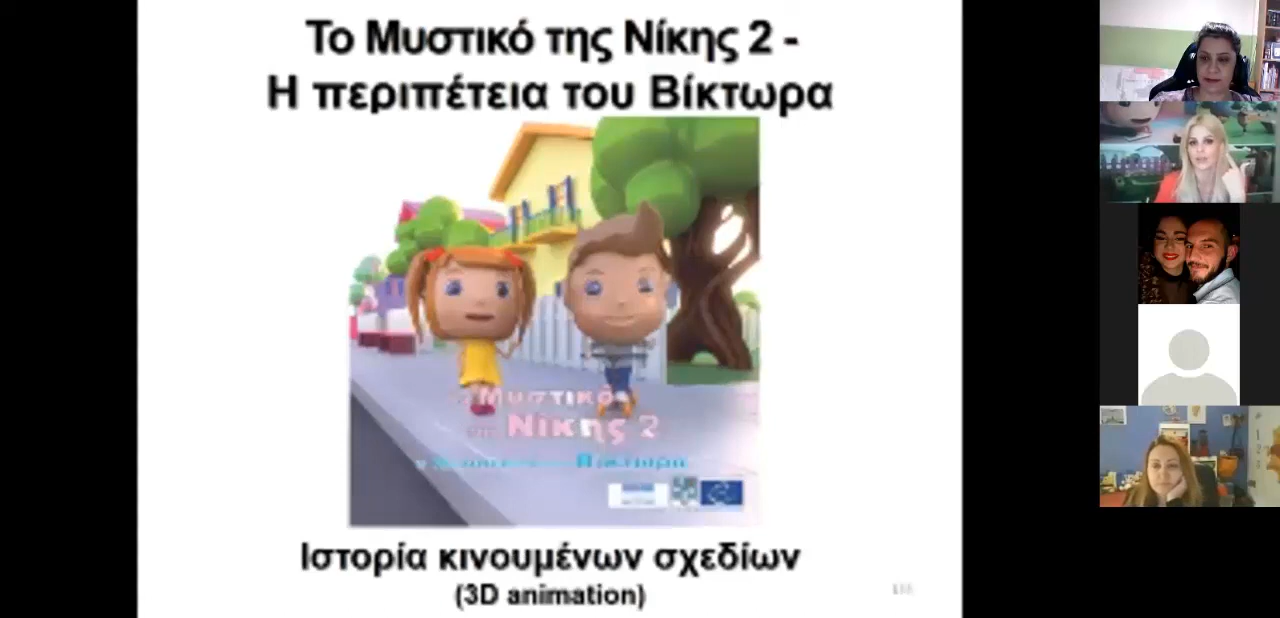 Το Μυστικό της Νίκης 2 -
Η περιπέτεια του Βίκτωρα
Μυστικό
Νίκης 2
Βίκτωρα
Ιστορία κινουμένων σχεδίων
(3D animation)